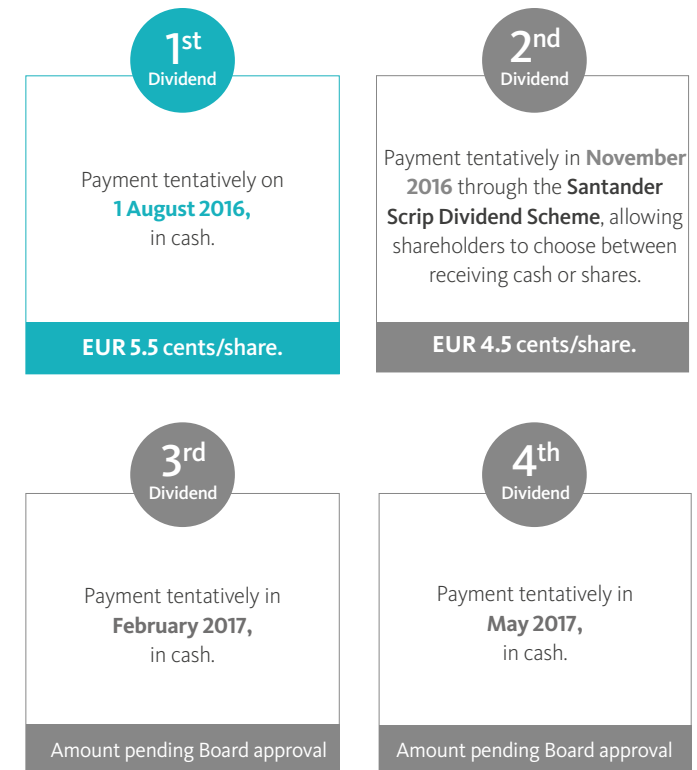 1st
Dividend
Payment tentatively on
1 August 2016,
in cash.
EUR 5.5 cents/share.
2nd
Dividend
Payment tentatively in November
2016 through the Santander
Scrip Dividend Scheme, allowing
shareholders to choose between
receiving cash or shares.
EUR 4.5 cents/share.
3rd
Dividend
Payment tentatively in
February 2017,
in cash.
Amount pending Board approval
4th
Dividend
Payment tentatively in
May 2017,
in cash.
Amount pending Board approval